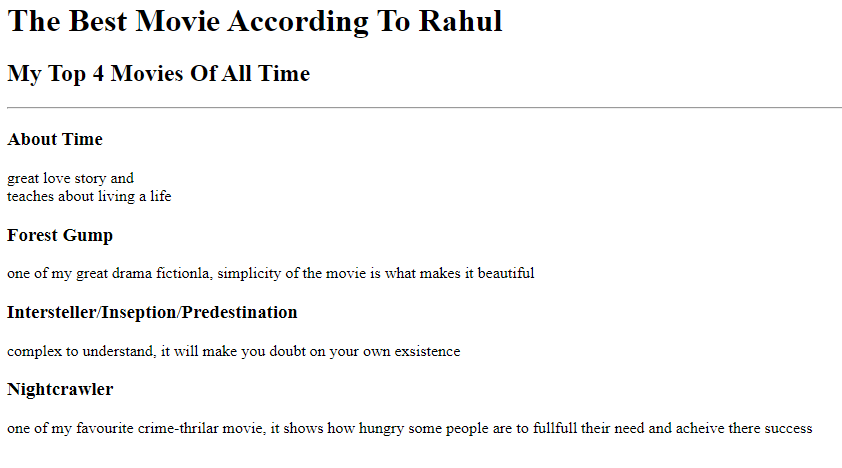 The Best Movie According To Rahul
My Top 4 Movies Of All Time
About Time
great love story and
teaches about living a life
Forest Gump
one of my great drama fictionla, simplicity of the movie is what makes it beautiful
Intersteller/Inseption/Predestination
complex to understand, it will make you doubt on your own exsistence
Nightcrawler
one of my favourite crime-thrilar movie, it shows how hungry some people are to fullfull their need and acheive there success